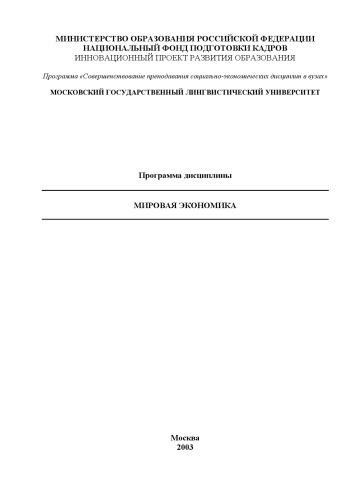 МИНИСТЕРСТВО ОБРАЗОВАНИЯ РОССИЙСКОЙ ФЕДЕРАЦИИ
НАЦИОНАЛЬНЫЙ ФОНД ПОДГОТОВКИ КАДРОВ
ИННОВАЦИОННЫЙ ПРОЕКТ РАЗВИТИЯ ОБРАЗОВАНИЯ
Программа «Совершенствование преподавания социально-экономических дисциплин в вузах»
МОСКОВСКИЙ ГОСУДАРСТВЕННЫЙ ЛИНГВИСТИЧЕСКИЙ УНИВЕРСИТЕТ
Программа дисциплины
МИРОВАЯ ЭКОНОМИКА
Москва
2003